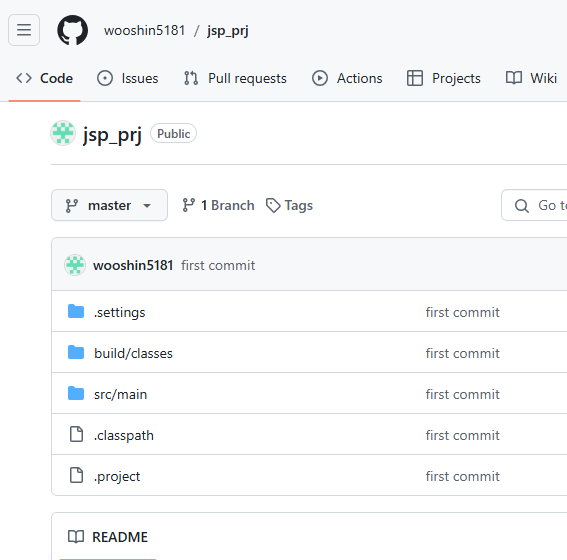 wooshin5181 / jsp_prj
Code Issues Pull requests Actions Projects Wiki
jsp_prj Public
master 1 Branch Tags Go to
wooshin5181 first commit
.settings first commit
build/classes first commit
src/main first commit
.classpath first commit
.project first commit
README